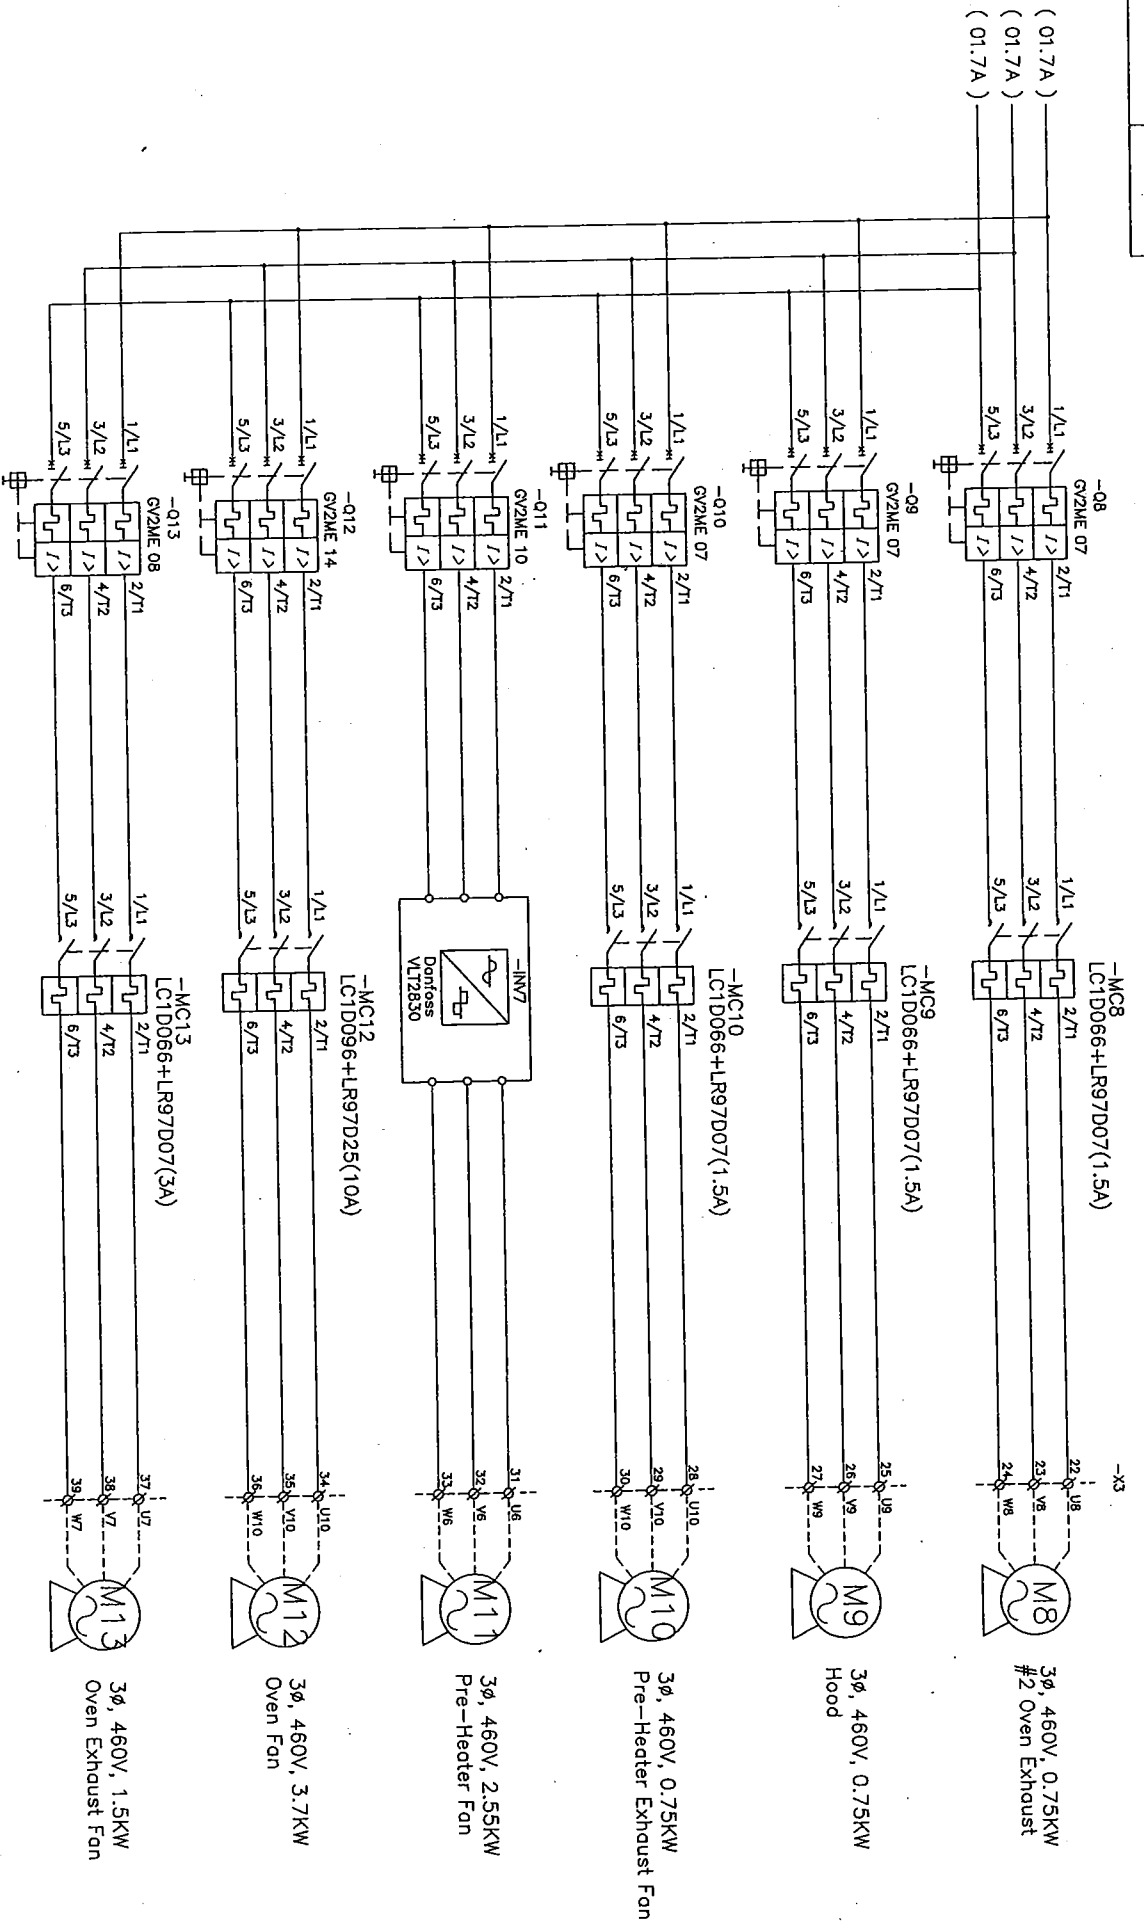 ( 01.7A )
( 01.7A )
( 01.7A )
1/L1
3/L2
5/L3
-Q8
GV2ME 07
I>
I>
I>
2/T1
4/T2
6/T3
1/L1
3/L2
5/L3
-MC8
LC1D066+LR97D07(1.5A)
2/T1
4/T2
6/T3
-X3
22
U8
23
V8
24
W8
M8
3ø, 460V, 0.75KW
#2 Oven Exhaust
1/L1
3/L2
5/L3
-Q9
GV2ME 07
I>
I>
I>
2/T1
4/T2
6/T3
1/L1
3/L2
5/L3
-MC9
LC1D066+LR97D07(1.5A)
2/T1
4/T2
6/T3
25
U9
26
V9
27
W9
M9
3ø, 460V, 0.75KW
Hood
1/L1
3/L2
5/L3
-Q10
GV2ME 07
I>
I>
I>
2/T1
4/T2
6/T3
1/L1
3/L2
5/L3
-MC10
LC1D066+LR97D07(1.5A)
2/T1
4/T2
6/T3
28
U10
29
V10
30
W10
M10
3ø, 460V, 0.75KW
Pre-Heater Exhaust Fan
1/L1
3/L2
5/L3
-Q11
GV2ME 10
I>
I>
I>
2/T1
4/T2
6/T3
-INV7
Danfoss
VLT2830
31
U6
32
V6
33
W6
M11
3ø, 460V, 2.55KW
Pre-Heater Fan
1/L1
3/L2
5/L3
-Q12
GV2ME 14
I>
I>
I>
2/T1
4/T2
6/T3
1/L1
3/L2
5/L3
-MC12
LC1D096+LR97D25(10A)
2/T1
4/T2
6/T3
34
U10
35
V10
36
W10
M12
3ø, 460V, 3.7KW
Oven Fan
1/L1
3/L2
5/L3
-Q13
GV2ME 08
I>
I>
I>
2/T1
4/T2
6/T3
1/L1
3/L2
5/L3
-MC13
LC1D066+LR97D07(3A)
2/T1
4/T2
6/T3
37
U7
38
V7
39
W7
M13
3ø, 460V, 1.5KW
Oven Exhaust Fan